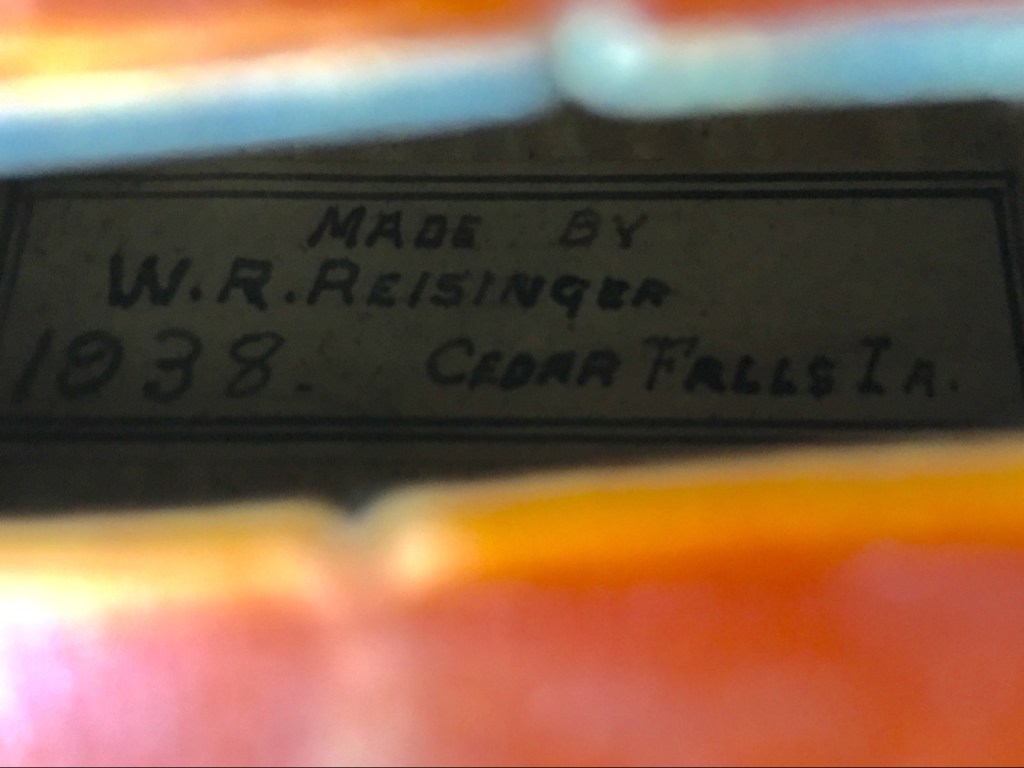 MADE BY
W.R.REISINGER
1938. CEDAR FALLS IA.